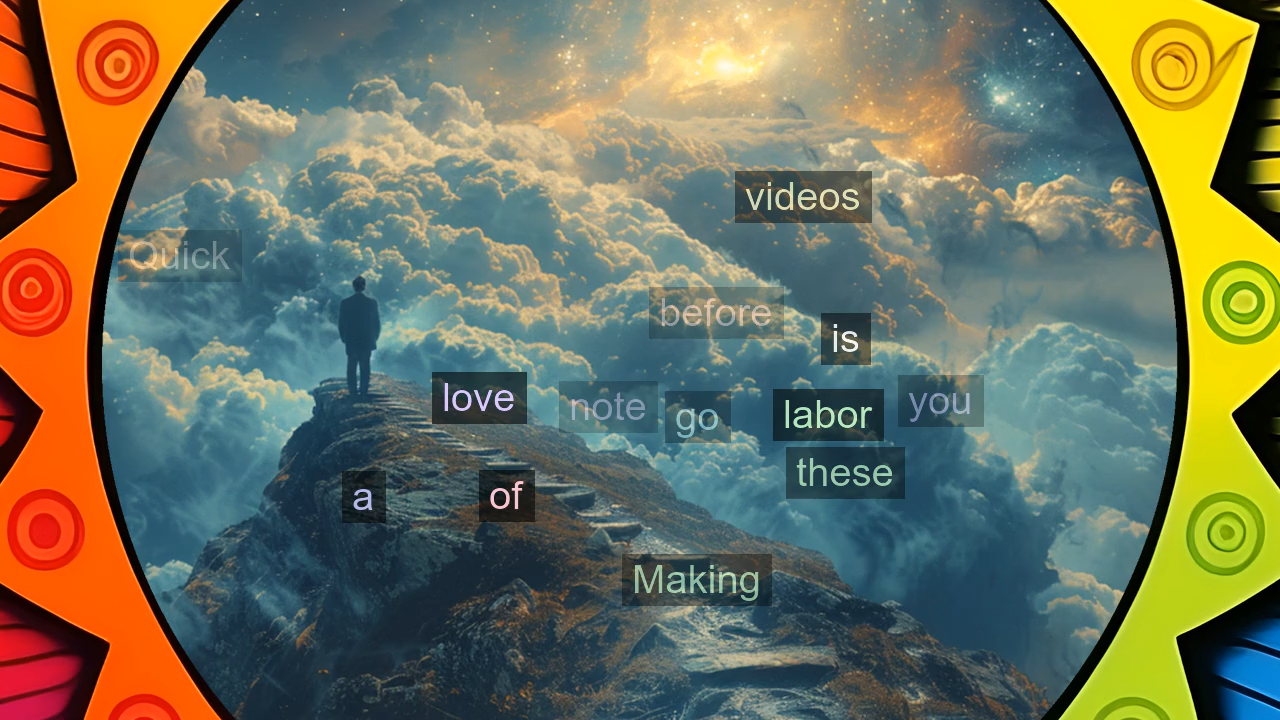 videos
Quick
before
is
love note go labor you
these
a of
Making